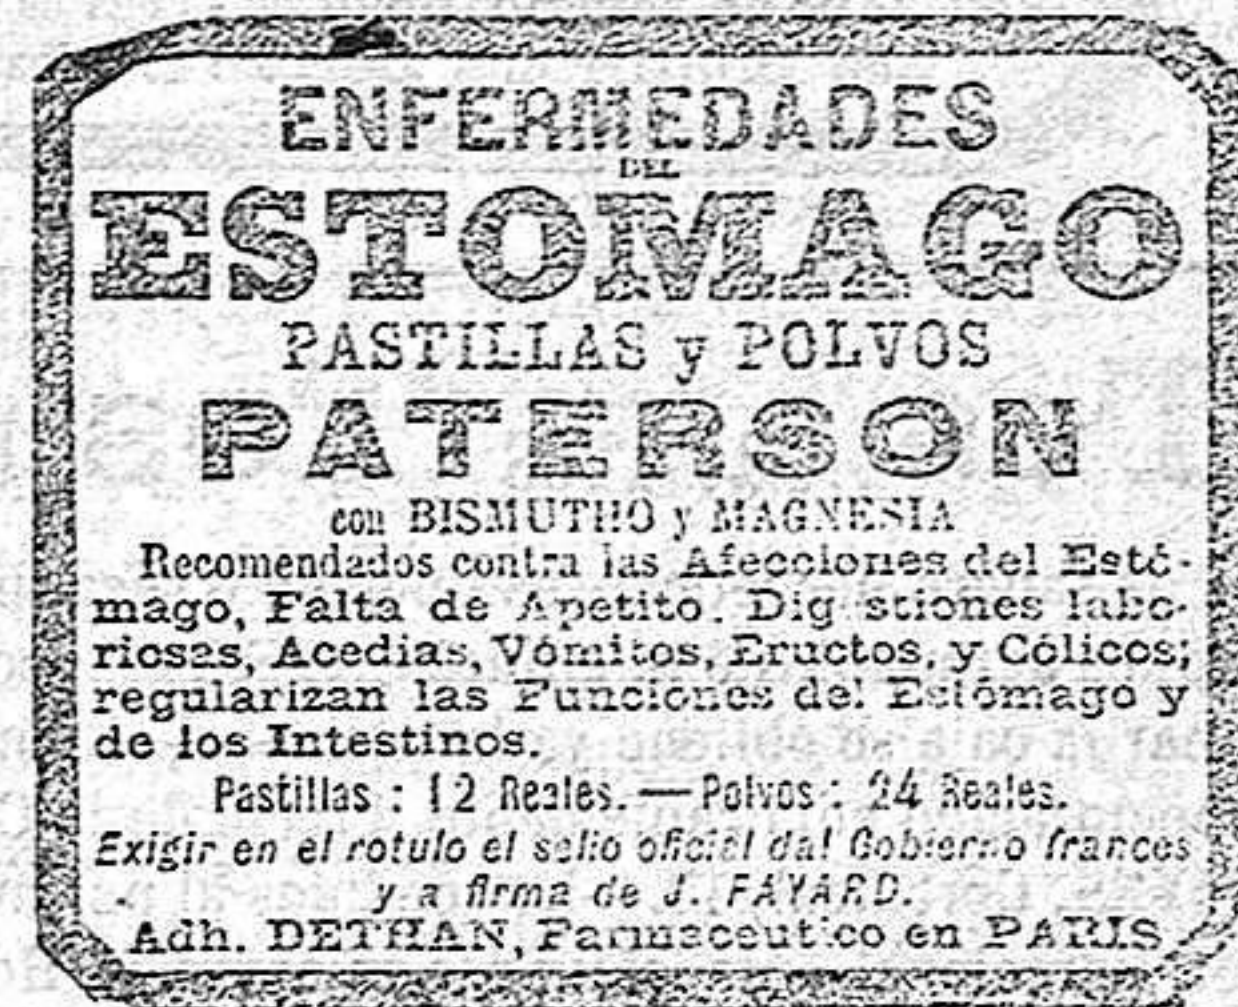 ENFERMEDADES
DEL
ESTOMAGO
PASTILLAS y POLVOS
PATERSON
con BISMUTHO y MAGNESIA
Recomendados contra las Afecciones del Estó-
mago, Falta de Apetito, Digestiones labo-
riosas, Acedias, Vómitos, Eructos, y Cólicos;
regularizan las Funciones del Estómago y
de los Intestinos.
Pastillas : 12 Reales. — Polvos : 24 Reales.
Exigir en el rotulo el sello oficial dal Gobierno frances
y a firma de J. FAYARD.
Adh. DETHAN, Farmaceutico en PARIS